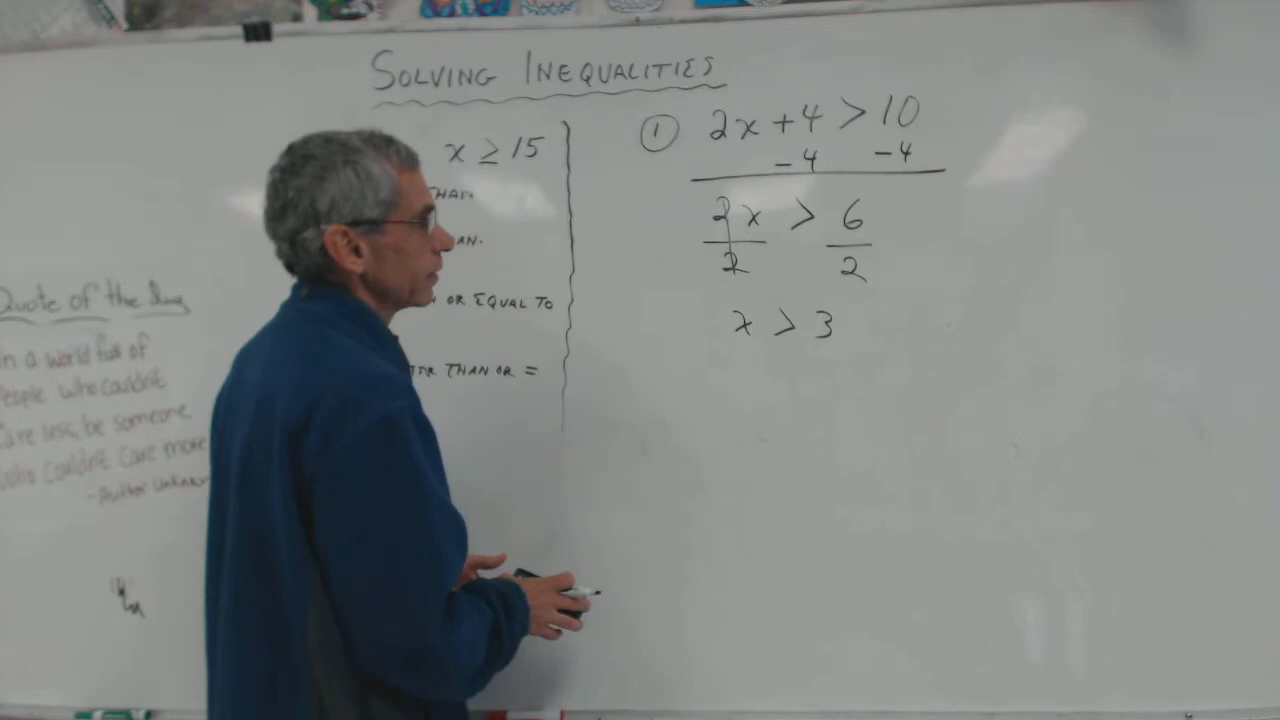 SOLVING INEQUALITIES
x ≥ 15
THAN
OR EQUAL TO
THAN OR =
① 2x + 4 > 10
-4 -4
2x > 6
2 2
x > 3
Quote of the day
In a world full of
People who couldn't
Care less, be someone
who couldn't care more
- Author Unknown